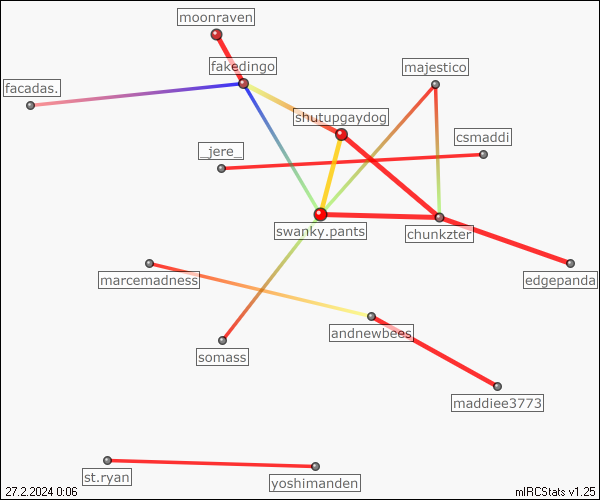 moonraven
fakedingo
majestico
facadas.
shutupgaydog
csmaddi
_jere_
swanky.pants
chunkzter
marcemadness
edgepanda
andnewbees
somass
maddiee3773
st.ryan
yoshimanden
27.2.2024 0:06
mIRCStats v1.25